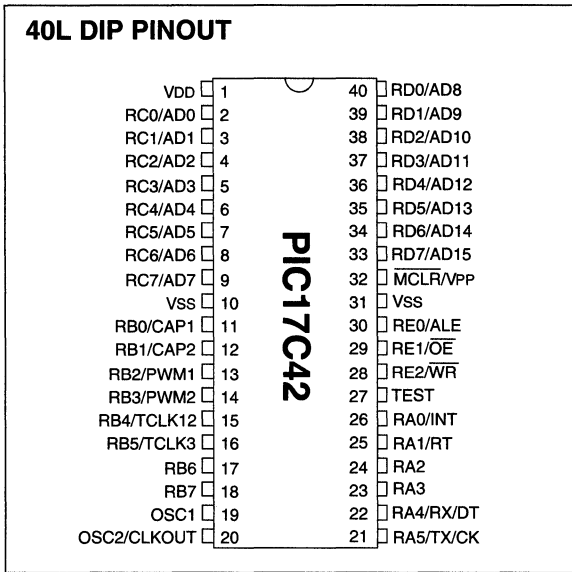 40L DIP PINOUT
VDD 1 40 RD0/AD8
RC0/AD0 2 39 RD1/AD9
RC1/AD1 3 38 RD2/AD10
RC2/AD2 4 37 RD3/AD11
RC3/AD3 5 36 RD4/AD12
RC4/AD4 6 35 RD5/AD13
RC5/AD5 7 34 RD6/AD14
RC6/AD6 8 33 RD7/AD15
RC7/AD7 9 32 MCLR/VPP
VSS 10 31 VSS
RB0/CAP1 11 30 RE0/ALE
RB1/CAP2 12 29 RE1/OE
RB2/PWM1 13 28 RE2/WR
RB3/PWM2 14 27 TEST
RB4/TCLK12 15 26 RA0/INT
RB5/TCLK3 16 25 RA1/RT
RB6 17 24 RA2
RB7 18 23 RA3
OSC1 19 22 RA4/RX/DT
OSC2/CLKOUT 20 21 RA5/TX/CK
PIC17C42